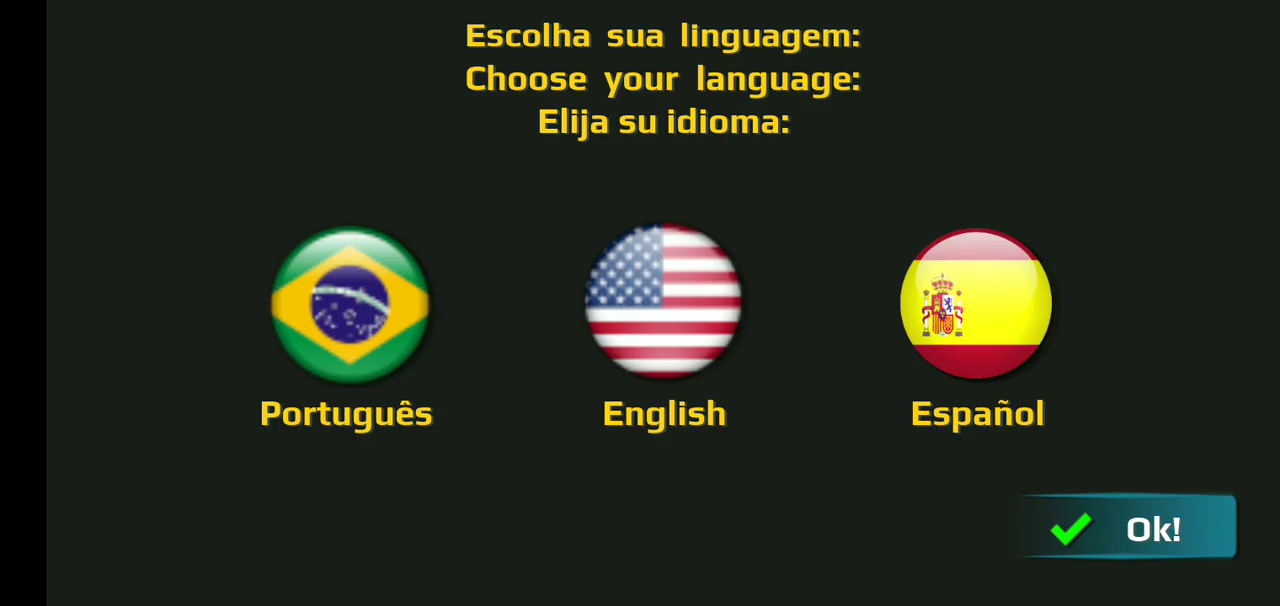 Escolha sua linguagem:
Choose your language:
Elija su idioma:
Português
English
Español
Ok!